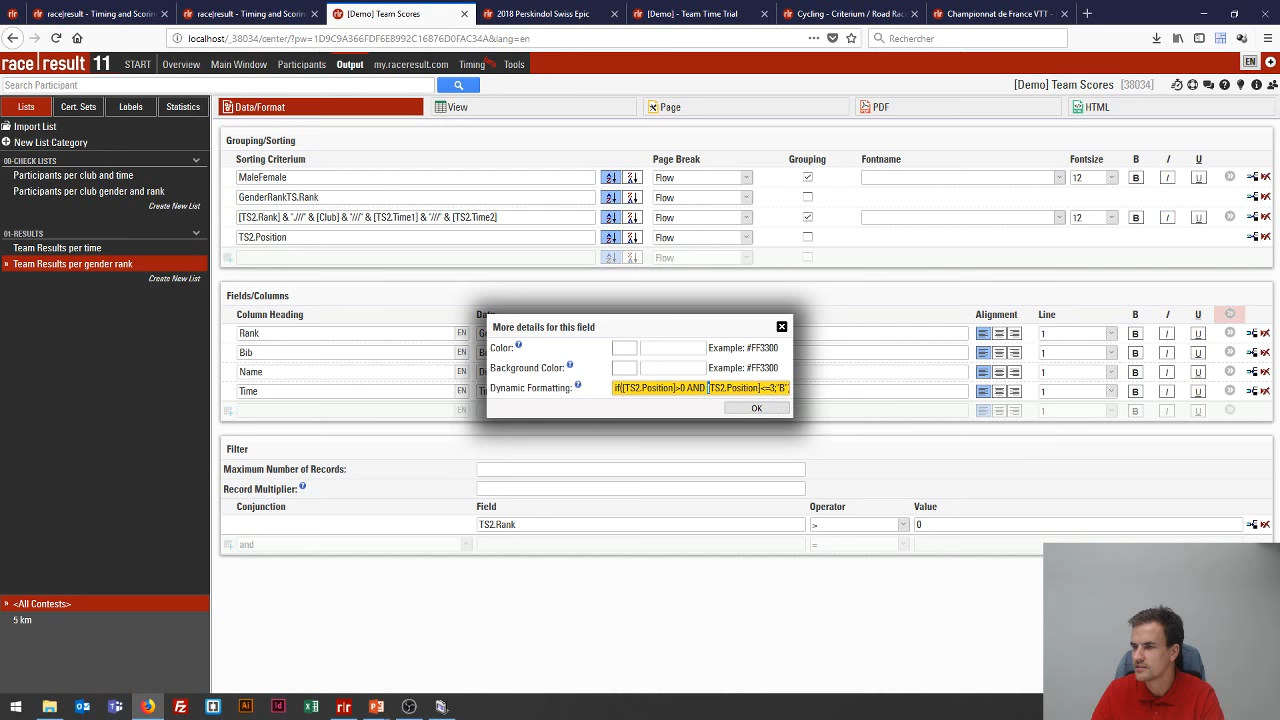 race|result - Timing and Scorin
race|result - Timing and Scorin
[Demo] Team Scores
2018 Perskindol Swiss Epic
[Demo] - Team Time Trial
Cycling - Criterium / Road Race
Championnat de France VTT -
localhost/_38034/center/?pw=1D9C9A366FDF6E8992C16876D0FAC34A&lang=en
Rechercher
race|result 11
START
Overview
Main Window
Participants
Output
my.raceresult.com
Timing
Tools
EN
Search Participant
[Demo] Team Scores [38034]
Lists
Cert. Sets
Labels
Statistics
Data/Format
View
Page
PDF
HTML
Import List
New List Category
00-CHECK LISTS
Participants per club and time
Participants per club gender and rank
Create New List
01-RESULTS
Team Results per time
» Team Results per gender rank
Create New List
» <All Contests>
5 km
Grouping/Sorting
Sorting Criterium
Page Break
Grouping
Fontname
Fontsize
B
I
U
MaleFemale
Flow
12
B
I
U
GenderRankTS.Rank
Flow
[TS2.Rank] & ".///" & [Club] & "///" & [TS2.Time1] & "///" & [TS2.Time2]
Flow
12
B
I
U
TS2.Position
Flow
Flow
Fields/Columns
Column Heading
Alignment
Line
B
I
U
Rank
EN
1
B
I
U
Bib
EN
1
B
I
U
Name
EN
1
B
I
U
Time
EN
1
B
I
U
1
B
I
U
More details for this field
Color:
Example: #FF3300
Background Color:
Example: #FF3300
Dynamic Formatting:
if([TS2.Position]>0 AND [TS2.Position]<=3;"B";
OK
Filter
Maximum Number of Records:
Record Multiplier:
Conjunction
Field
Operator
Value
TS2.Rank
>
0
and
=